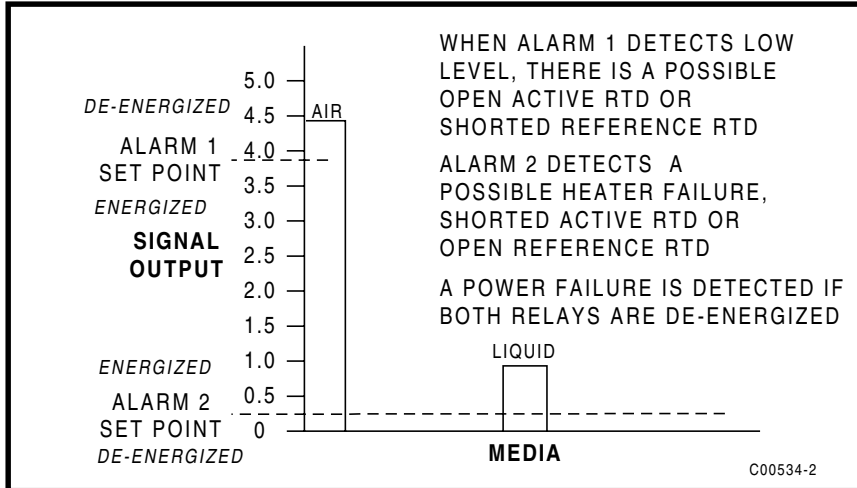 WHEN ALARM 1 DETECTS LOW
LEVEL, THERE IS A POSSIBLE
OPEN ACTIVE RTD OR
SHORTED REFERENCE RTD
ALARM 2 DETECTS A
POSSIBLE HEATER FAILURE,
SHORTED ACTIVE RTD OR
OPEN REFERENCE RTD
A POWER FAILURE IS DETECTED IF
BOTH RELAYS ARE DE-ENERGIZED
DE-ENERGIZED
ALARM 1
SET POINT
ENERGIZED
SIGNAL
OUTPUT
ENERGIZED
ALARM 2
SET POINT
DE-ENERGIZED
5.0
4.5
4.0
3.5
3.0
2.5
2.0
1.5
1.0
0.5
0
AIR
LIQUID
MEDIA
C00534-2